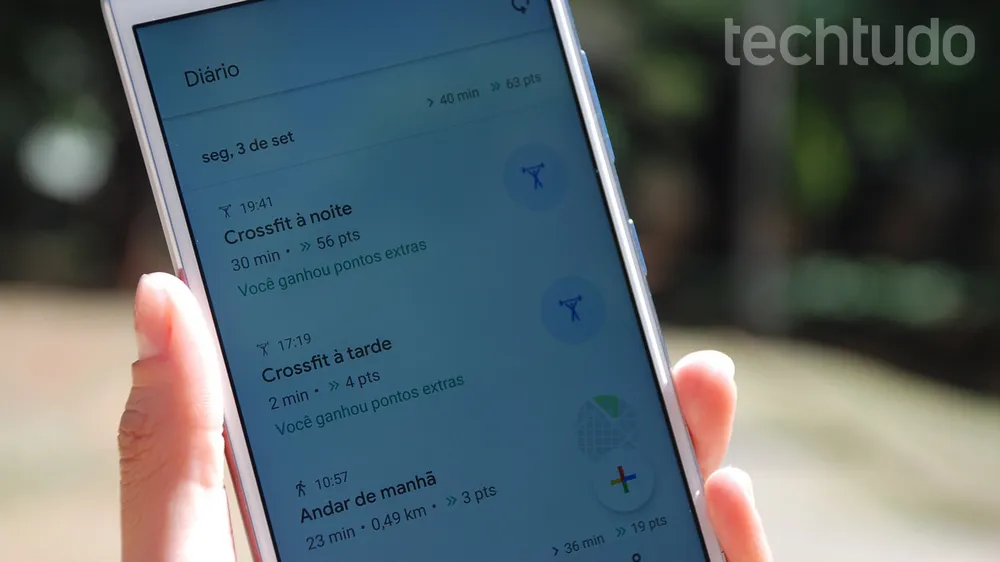 techtudo
Diário
> 40 min » 63 pts
seg, 3 de set
19:41
Crossfit à noite
30 min • » 56 pts
Você ganhou pontos extras
17:19
Crossfit à tarde
2 min • » 4 pts
Você ganhou pontos extras
10:57
Andar de manhã
23 min • 0,49 km • » 3 pts
> 36 min » 19 pts